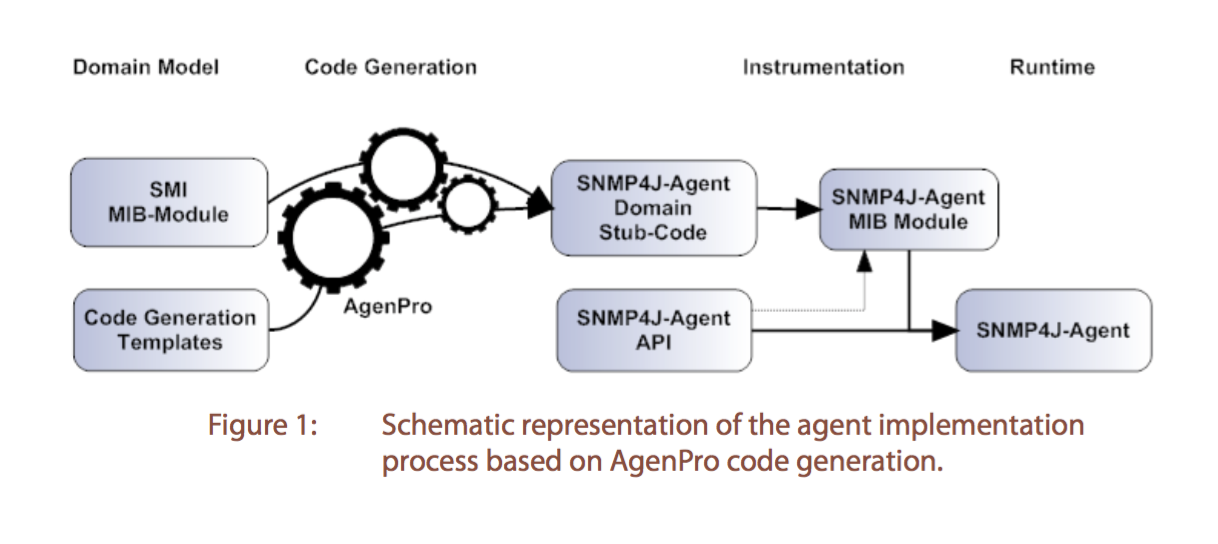 Domain Model
Code Generation
Instrumentation
Runtime
SMI
MIB-Module
SNMP4J-Agent
Domain
Stub-Code
SNMP4J-Agent
MIB Module
AgenPro
Code Generation
Templates
SNMP4J-Agent
API
SNMP4J-Agent
Figure 1: Schematic representation of the agent implementation
process based on AgenPro code generation.